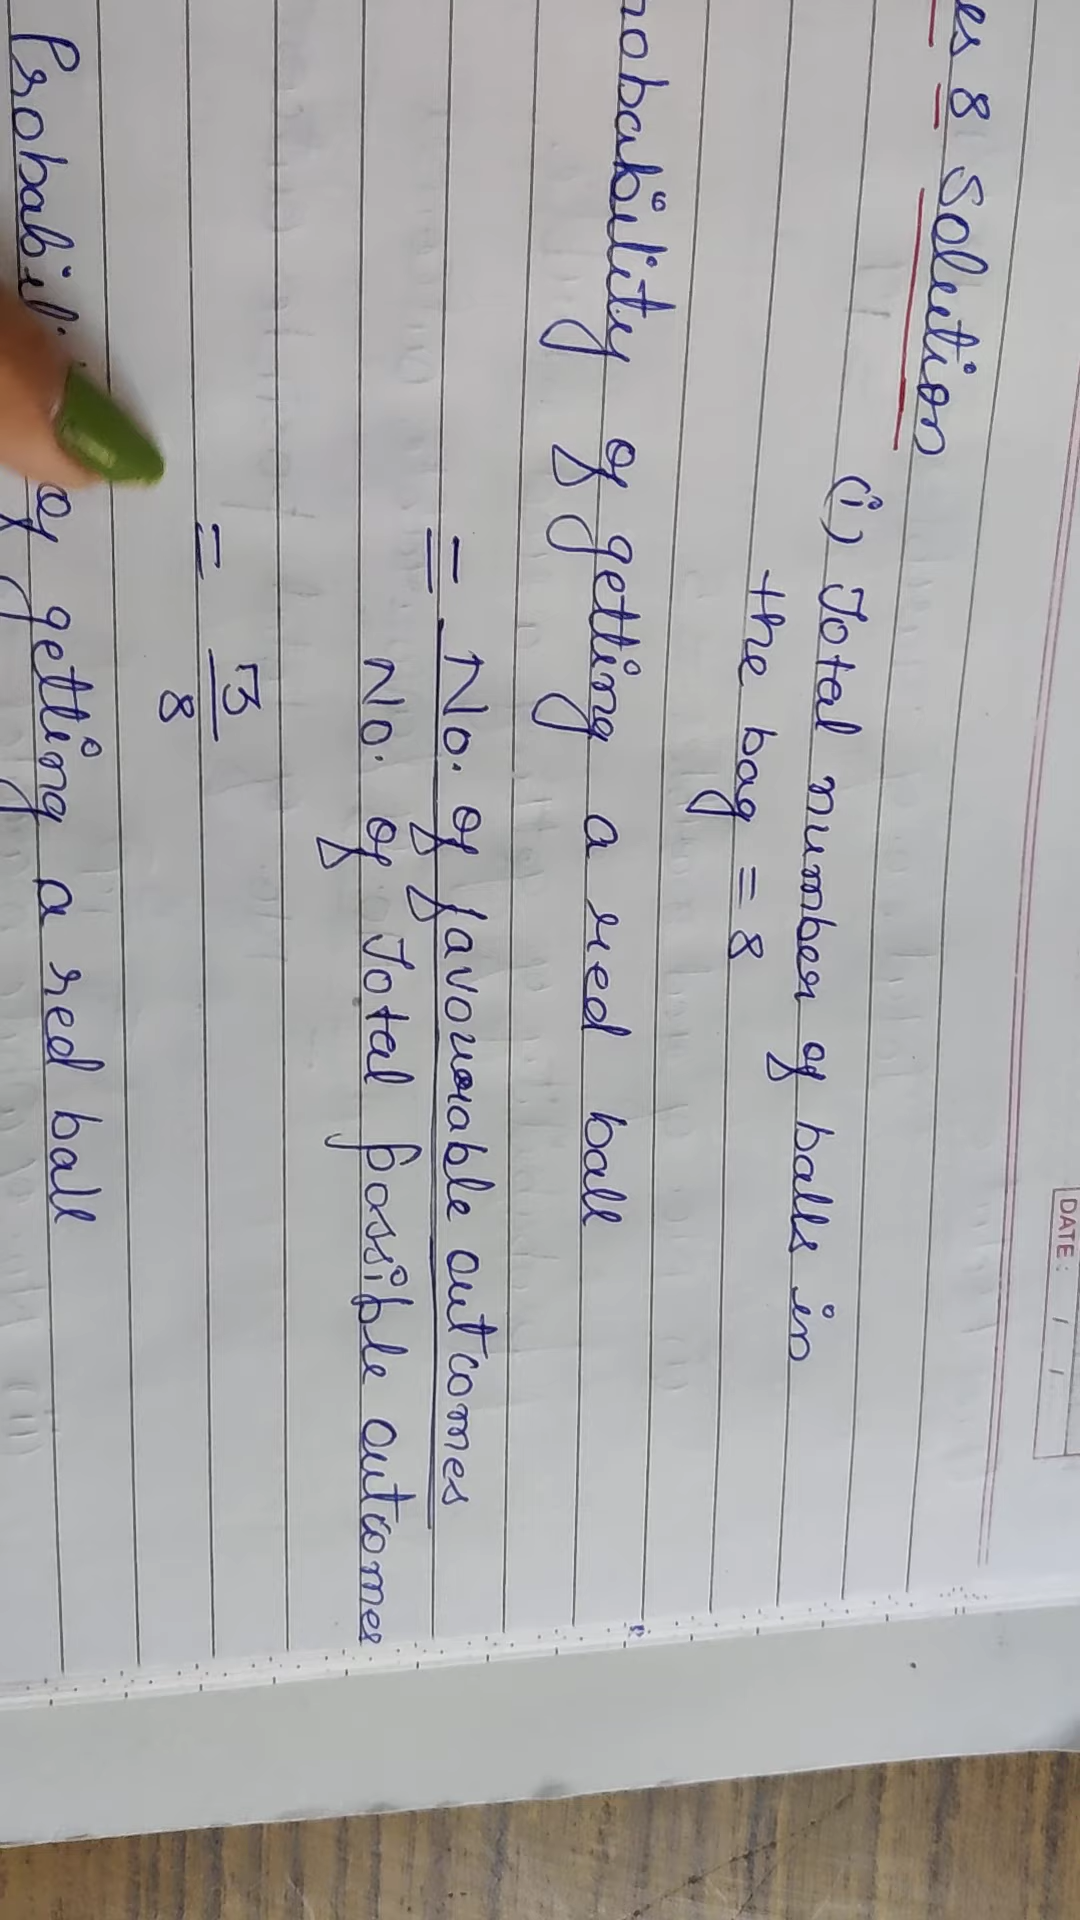 DATE: / /
es 8 Solution
(i) Total number of balls in
the bag = 8
robability of getting a red ball
= No. of favourable outcomes
No. of Total possible outcomes
= 3
8
Probabil of getting a red ball